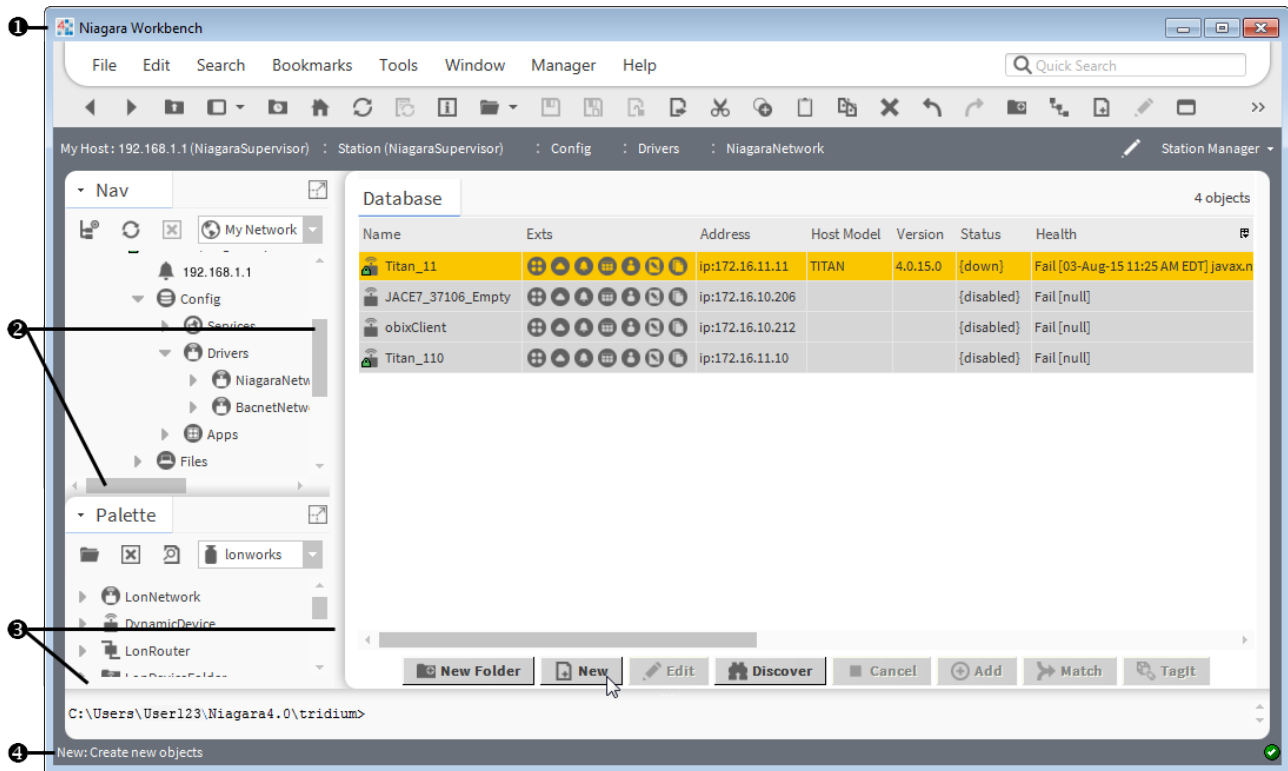 ❶ Niagara Workbench
File Edit Search Bookmarks Tools Window Manager Help Quick Search
My Host : 192.168.1.1 (NiagaraSupervisor) : Station (NiagaraSupervisor) : Config : Drivers : NiagaraNetwork Station Manager
Nav
My Network
192.168.1.1
Config
❷
Services
Drivers
NiagaraNetw
BacnetNetw
Apps
Files
Palette
lonworks
LonNetwork
DynamicDevice
❸
LonRouter
LonDeviceFolder
Database 4 objects
Name Exts Address Host Model Version Status Health
Titan_11 ip:172.16.11.11 TITAN 4.0.15.0 {down} Fail [03-Aug-15 11:25 AM EDT] javax.n
JACE7_37106_Empty ip:172.16.10.206 {disabled} Fail [null]
obixClient ip:172.16.10.212 {disabled} Fail [null]
Titan_110 ip:172.16.11.10 {disabled} Fail [null]
New Folder New Edit Discover Cancel Add Match TagIt
C:\Users\User123\Niagara4.0\tridium>
❹ New: Create new objects